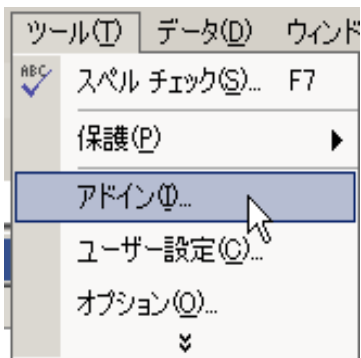 ツール(T) データ(D) ウィンド
ABC スペル チェック(S)... F7
保護(P)
アドイン(I)...
ユーザー設定(C)...
オプション(O)...